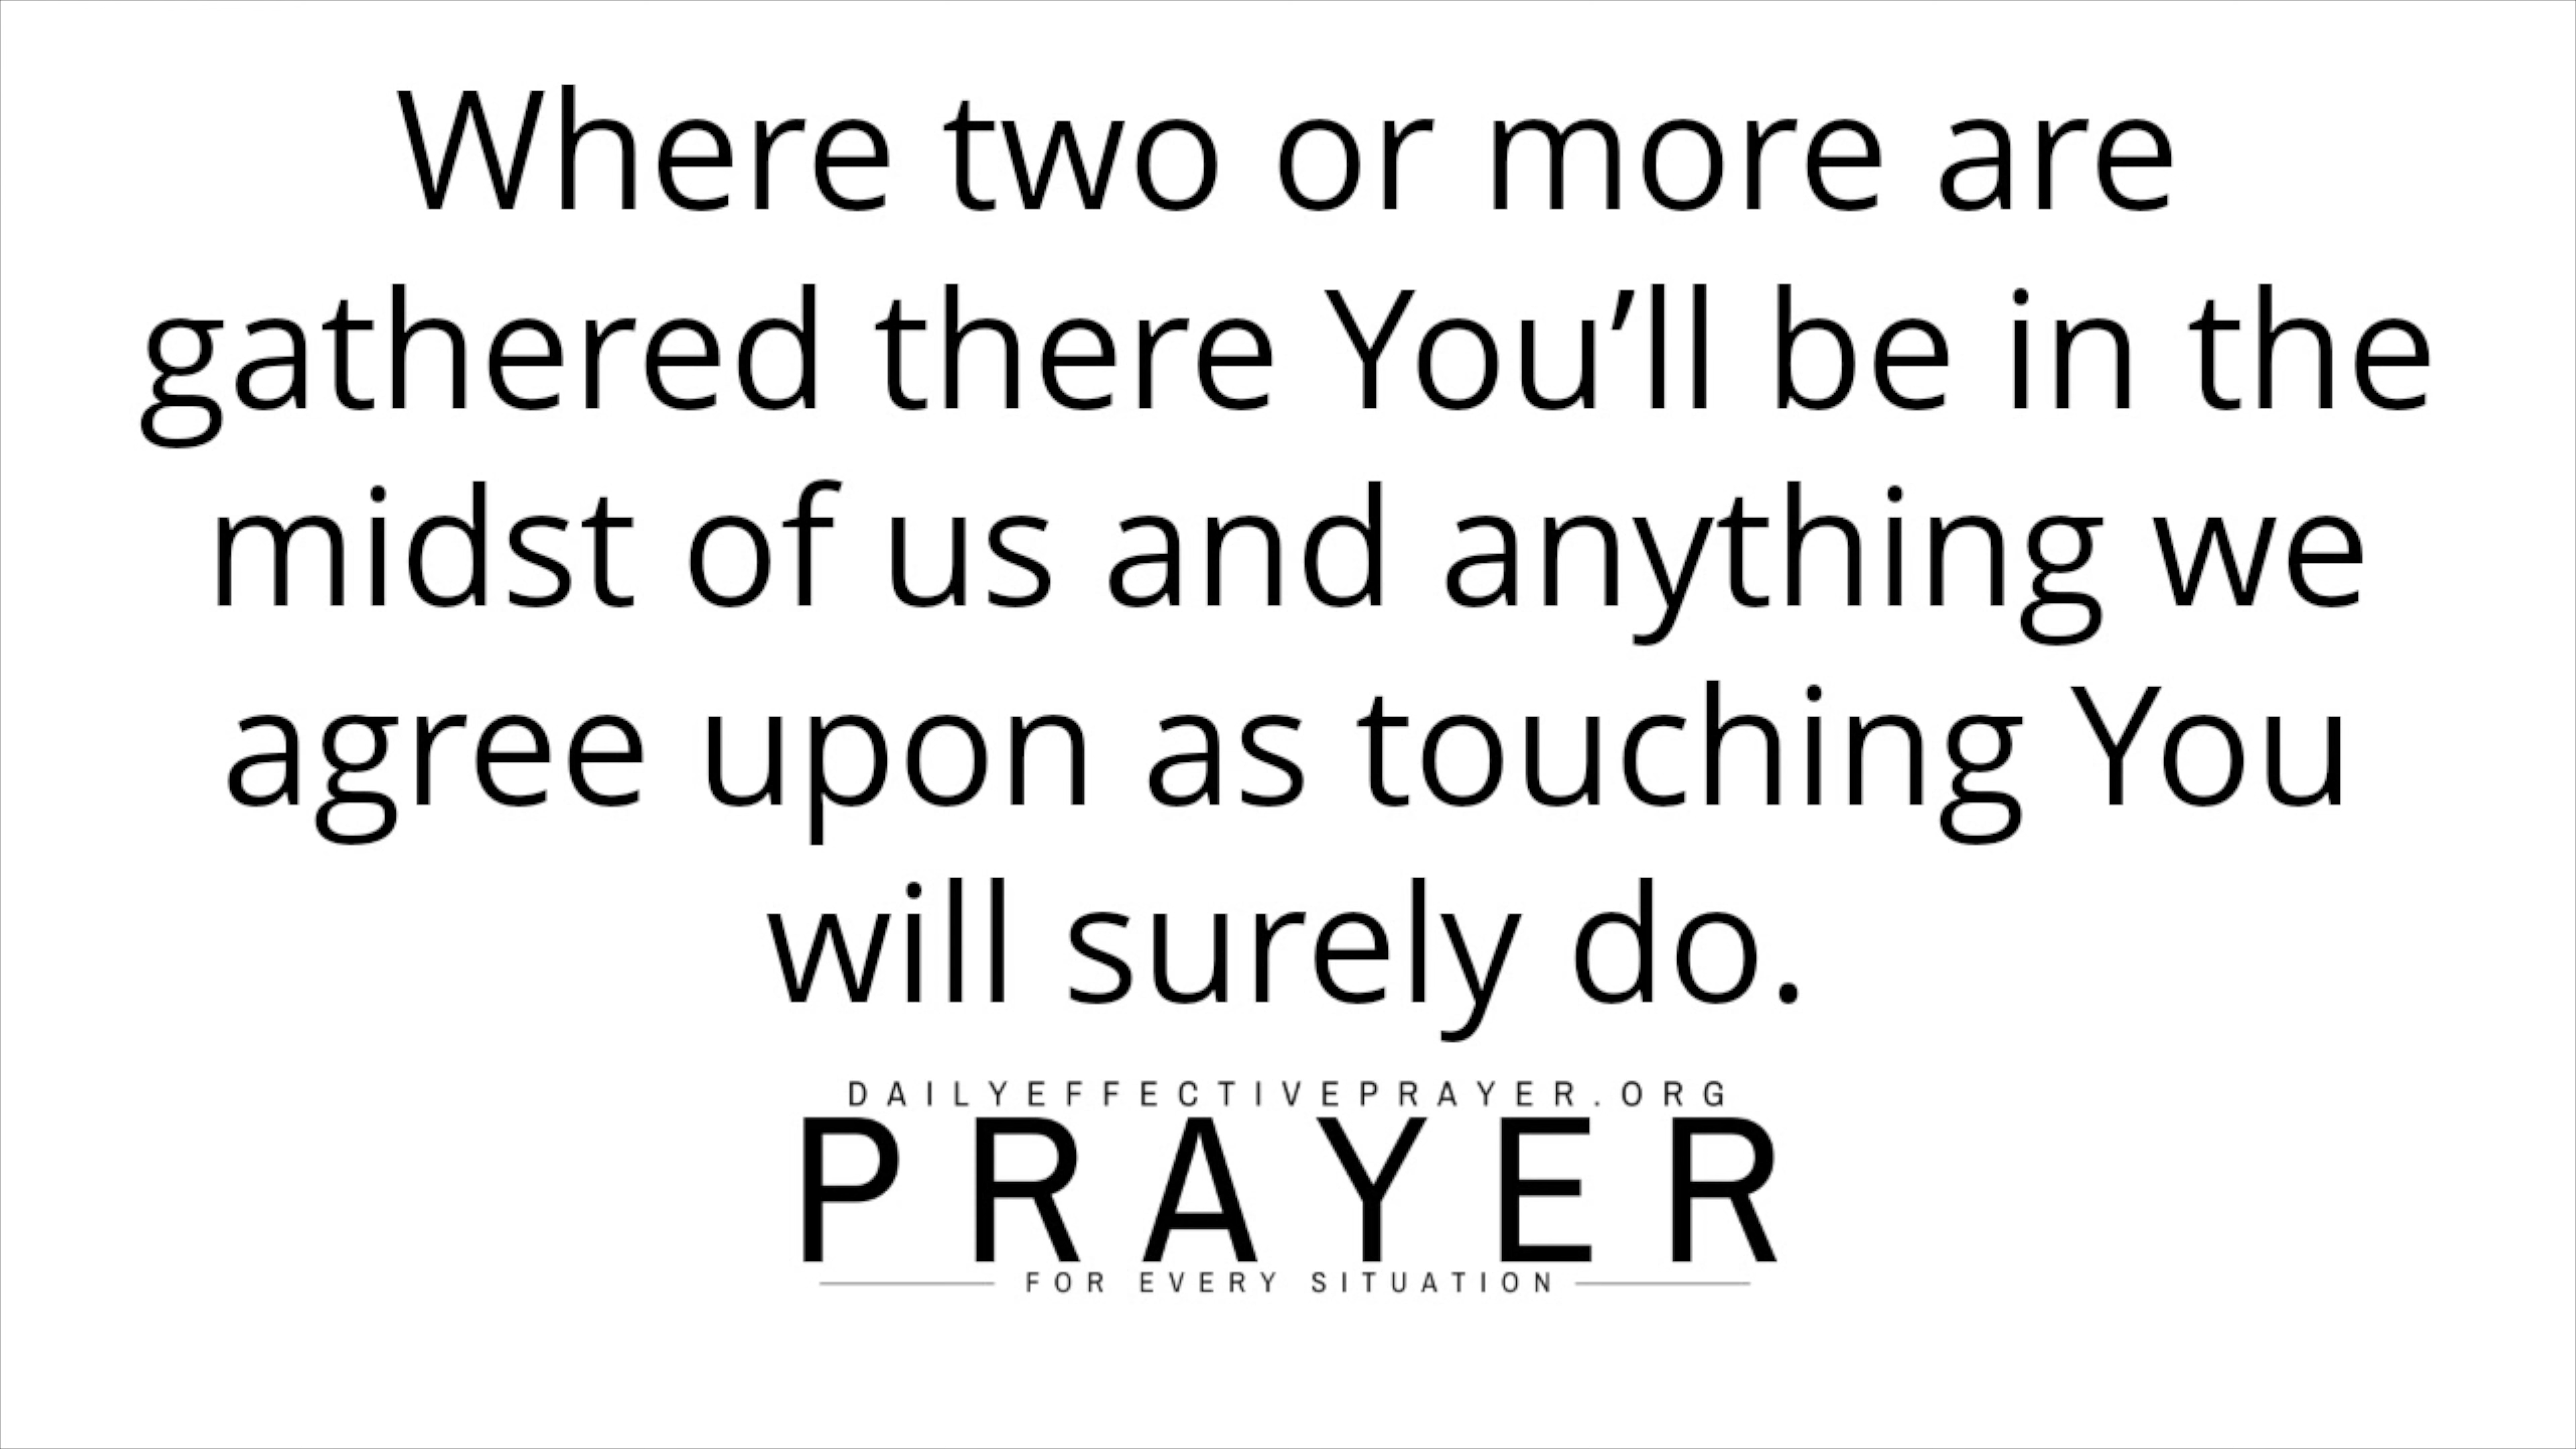 Where two or more are
gathered there You’ll be in the
midst of us and anything we
agree upon as touching You
will surely do.
DAILYEFFECTIVEPRAYER.ORG
PRAYER
FOR EVERY SITUATION